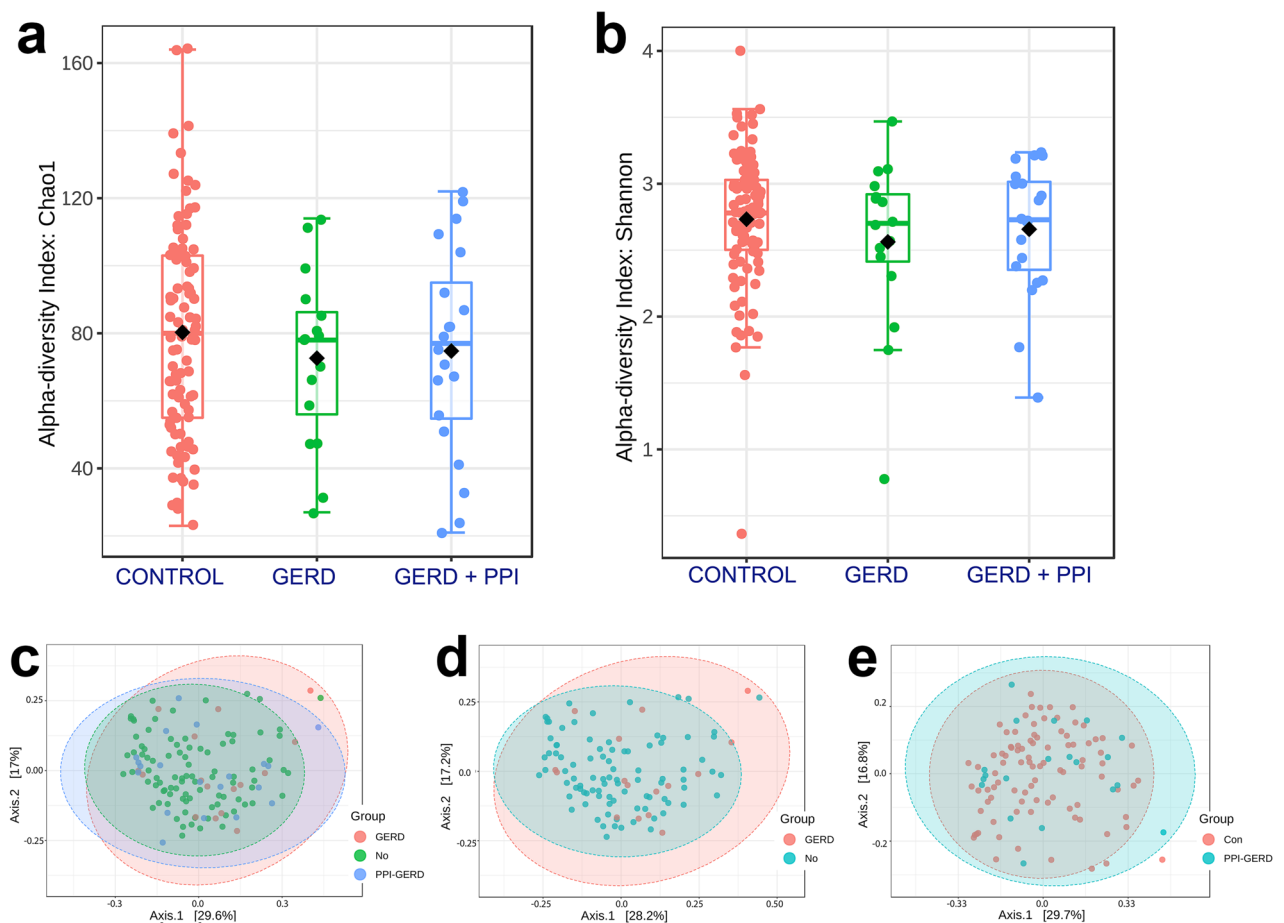 a
160
120
80
40
Alpha-diversity Index: Chao1
CONTROL GERD GERD + PPI
b
4
3
2
1
Alpha-diversity Index: Shannon
CONTROL GERD GERD + PPI
c
0.25
0.00
-0.25
Axis.2 [17%]
-0.3 0.0 0.3
Axis.1 [29.6%]
Group
GERD
No
PPI-GERD
d
0.25
0.0
-0.25
Axis.2 [17.2%]
-0.25 0.00 0.25 0.50
Axis.1 [28.2%]
Group
GERD
No
e
0.2
0.0
-0.2
Axis.2 [16.8%]
-0.33 0.00 0.33
Axis.1 [29.7%]
Group
Con
PPI-GERD